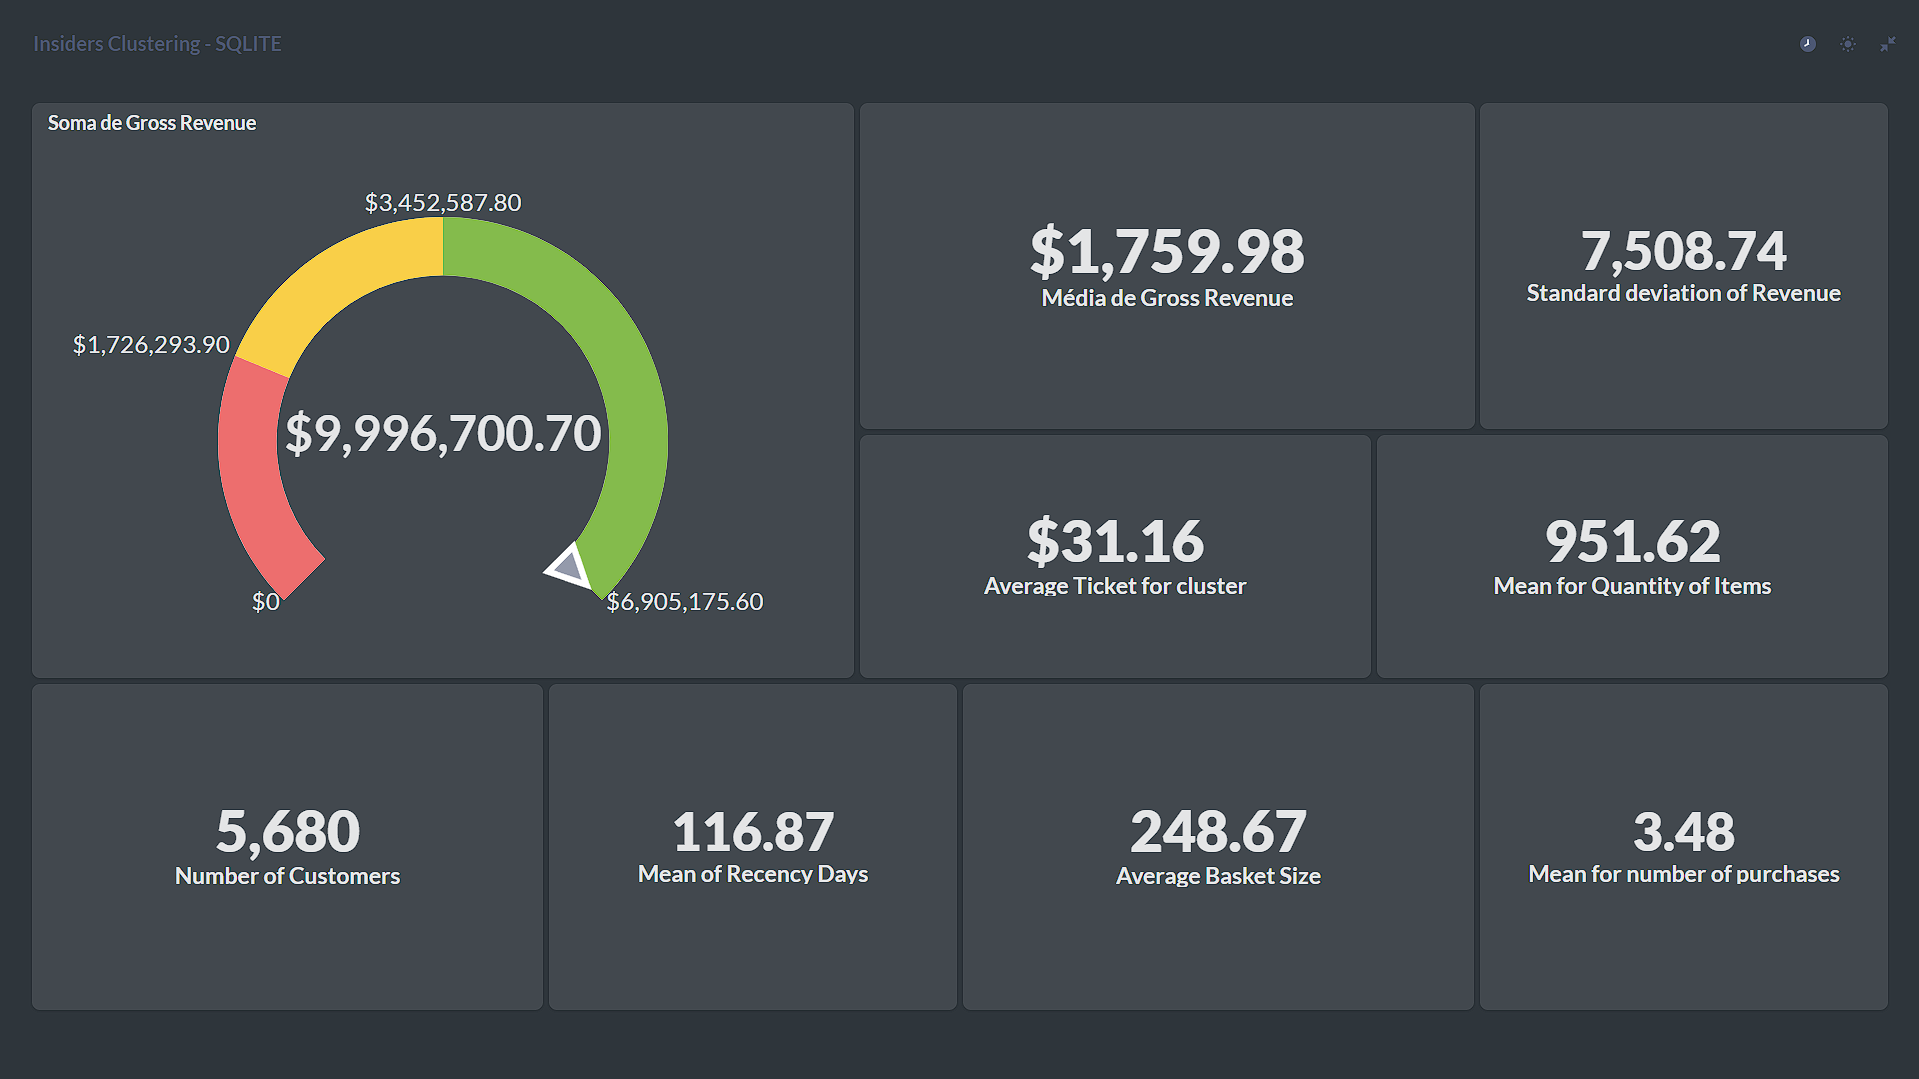 Insiders Clustering - SQLITE
Soma de Gross Revenue
$3,452,587.80
$1,726,293.90
$9,996,700.70
$0
$6,905,175.60
$1,759.98
Média de Gross Revenue
7,508.74
Standard deviation of Revenue
$31.16
Average Ticket for cluster
951.62
Mean for Quantity of Items
5,680
Number of Customers
116.87
Mean of Recency Days
248.67
Average Basket Size
3.48
Mean for number of purchases